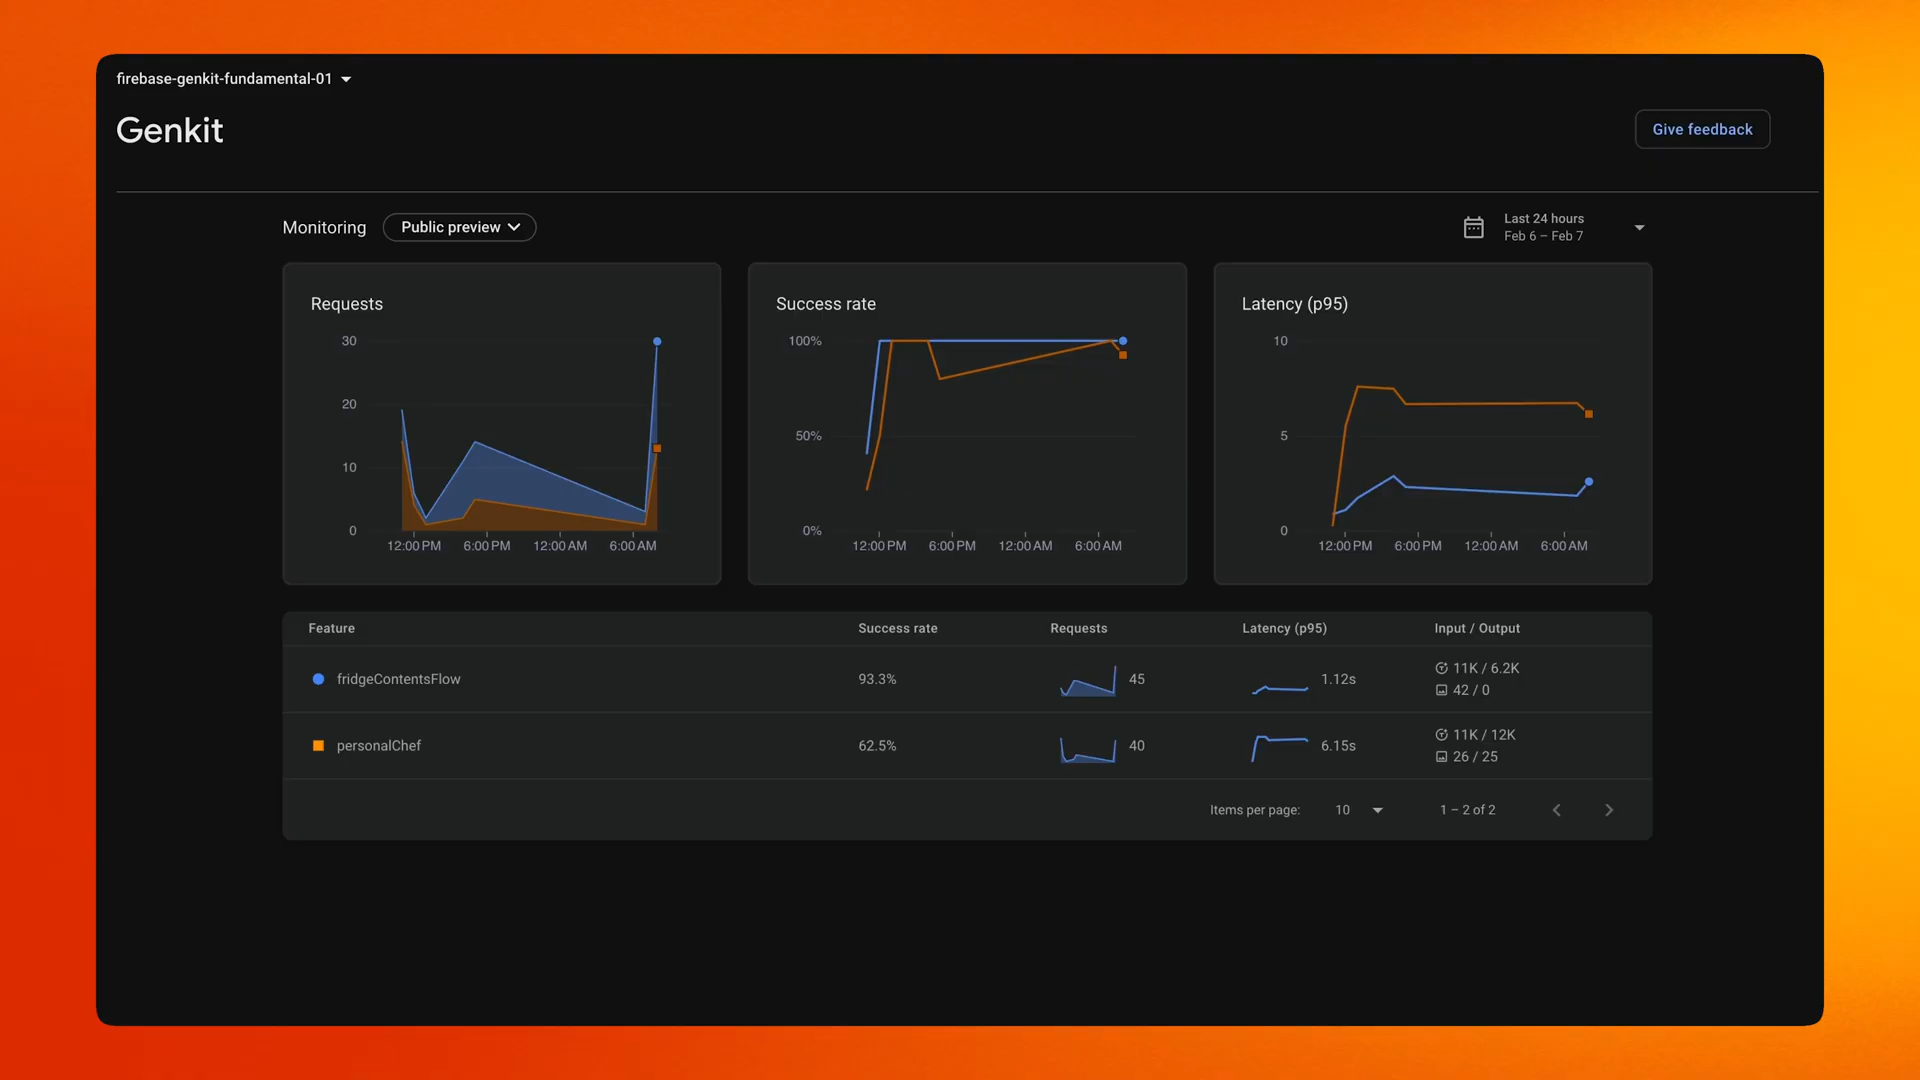 firebase-genkit-fundamental-01
Genkit
Give feedback
Monitoring
Public preview
Last 24 hours
Feb 6 – Feb 7
Requests
30
20
10
0
12:00 PM 6:00 PM 12:00 AM 6:00 AM
Success rate
100%
50%
0%
12:00 PM 6:00 PM 12:00 AM 6:00 AM
Latency (p95)
10
5
0
12:00 PM 6:00 PM 12:00 AM 6:00 AM
Feature Success rate Requests Latency (p95) Input / Output
fridgeContentsFlow 93.3% 45 1.12s 11K / 6.2K
42 / 0
personalChef 62.5% 40 6.15s 11K / 12K
26 / 25
Items per page: 10 1 – 2 of 2